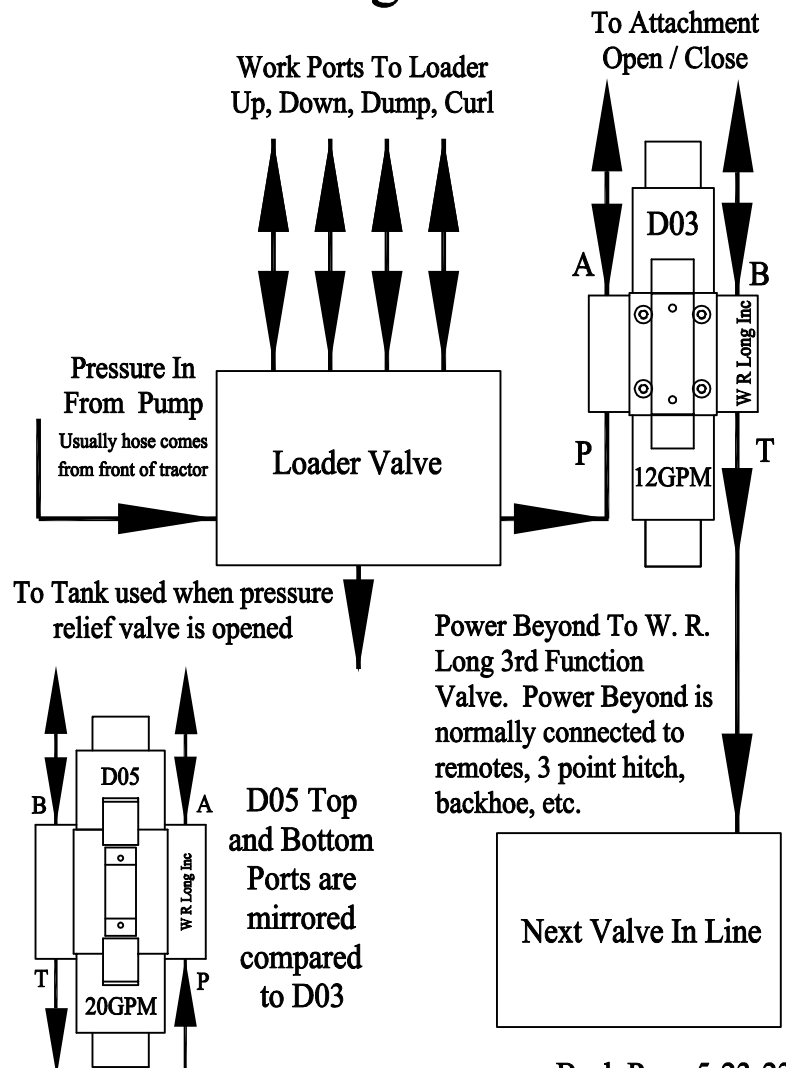 To Attachment
Open / Close
Work Ports To Loader
Up, Down, Dump, Curl
D03
A
B
W R Long Inc
Pressure In
From Pump
Usually hose comes
from front of tractor
Loader Valve
P
T
12GPM
To Tank used when pressure
relief valve is opened
Power Beyond To W. R.
Long 3rd Function
Valve. Power Beyond is
normally connected to
remotes, 3 point hitch,
backhoe, etc.
D05
B
A
W R Long Inc
T
P
20GPM
D05 Top
and Bottom
Ports are
mirrored
compared
to D03
Next Valve In Line